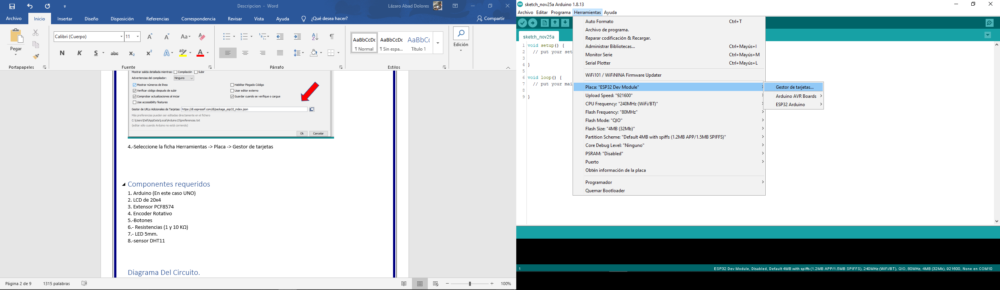 Descripcion - Word
Lázaro Abad Dolores
Archivo Inicio Insertar Diseño Disposición Referencias Correspondencia Revisar Vista Ayuda ¿Qué desea hacer? Compartir
Pegar
Portapapeles
Calibri (Cuerpo) 11 A A Aa
N K S abc x2 x2 A ab A
Fuente
Párrafo
AaBbCcDc AaBbCcDc AaBbCc
¶ Normal ¶ Sin espa... Título 1
Estilos
Edición
Mostrar salida detallada mientras: Compilación Subir
Advertencias del compilador: Ninguno
Mostrar números de línea Habilitar Plegado Código
Verificar código después de subir Usar editor externo
Comprobar actualizaciones al iniciar Guardar cuando se verifique o cargue
Use accessibility features
Gestor de URLs Adicionales de Tarjetas: https://dl.espressif.com/dl/package_esp32_index.json
Más preferencias pueden ser editadas directamente en el fichero
C:\Users\Dell\AppData\Local\Arduino15\preferences.txt
(editar sólo cuando Arduino no está corriendo)
Ok Cancelar
4.-Seleccione la ficha Herramientas -> Placa -> Gestor de tarjetas
Componentes requeridos
1. Arduino (En este caso UNO)
2. LCD de 20x4
3. Extensor PCF8574
4. Encoder Rotativo
5.-Botones
6.- Resistencias (1 y 10 KΩ)
7.- LED 5mm.
8.-sensor DHT11
Diagrama Del Circuito.
Página 2 de 9 1315 palabras 100%
sketch_nov25a Arduino 1.8.13
Archivo Editar Programa Herramientas Ayuda
sketch_nov25a
1 void setup() {
2 // put your set
3
4 }
5
6 void loop() {
7 // put your mai
8
9 }
Auto Formato Ctrl+T
Archivo de programa.
Reparar codificación & Recargar.
Administrar Bibliotecas... Ctrl+Mayús+I
Monitor Serie Ctrl+Mayús+M
Serial Plotter Ctrl+Mayús+L
WiFi101 / WiFiNINA Firmware Updater
Placa: "ESP32 Dev Module"
Upload Speed: "921600"
CPU Frequency: "240MHz (WiFi/BT)"
Flash Frequency: "80MHz"
Flash Mode: "QIO"
Flash Size: "4MB (32Mb)"
Partition Scheme: "Default 4MB with spiffs (1.2MB APP/1.5MB SPIFFS)"
Core Debug Level: "Ninguno"
PSRAM: "Disabled"
Puerto
Obtén información de la placa
Programador
Quemar Bootloader
Gestor de tarjetas...
Arduino AVR Boards
ESP32 Arduino
1 ESP32 Dev Module, Disabled, Default 4MB with spiffs (1.2MB APP/1.5MB SPIFFS), 240MHz (WiFi/BT), QIO, 80MHz, 4MB (32Mb), 921600, None en COM10